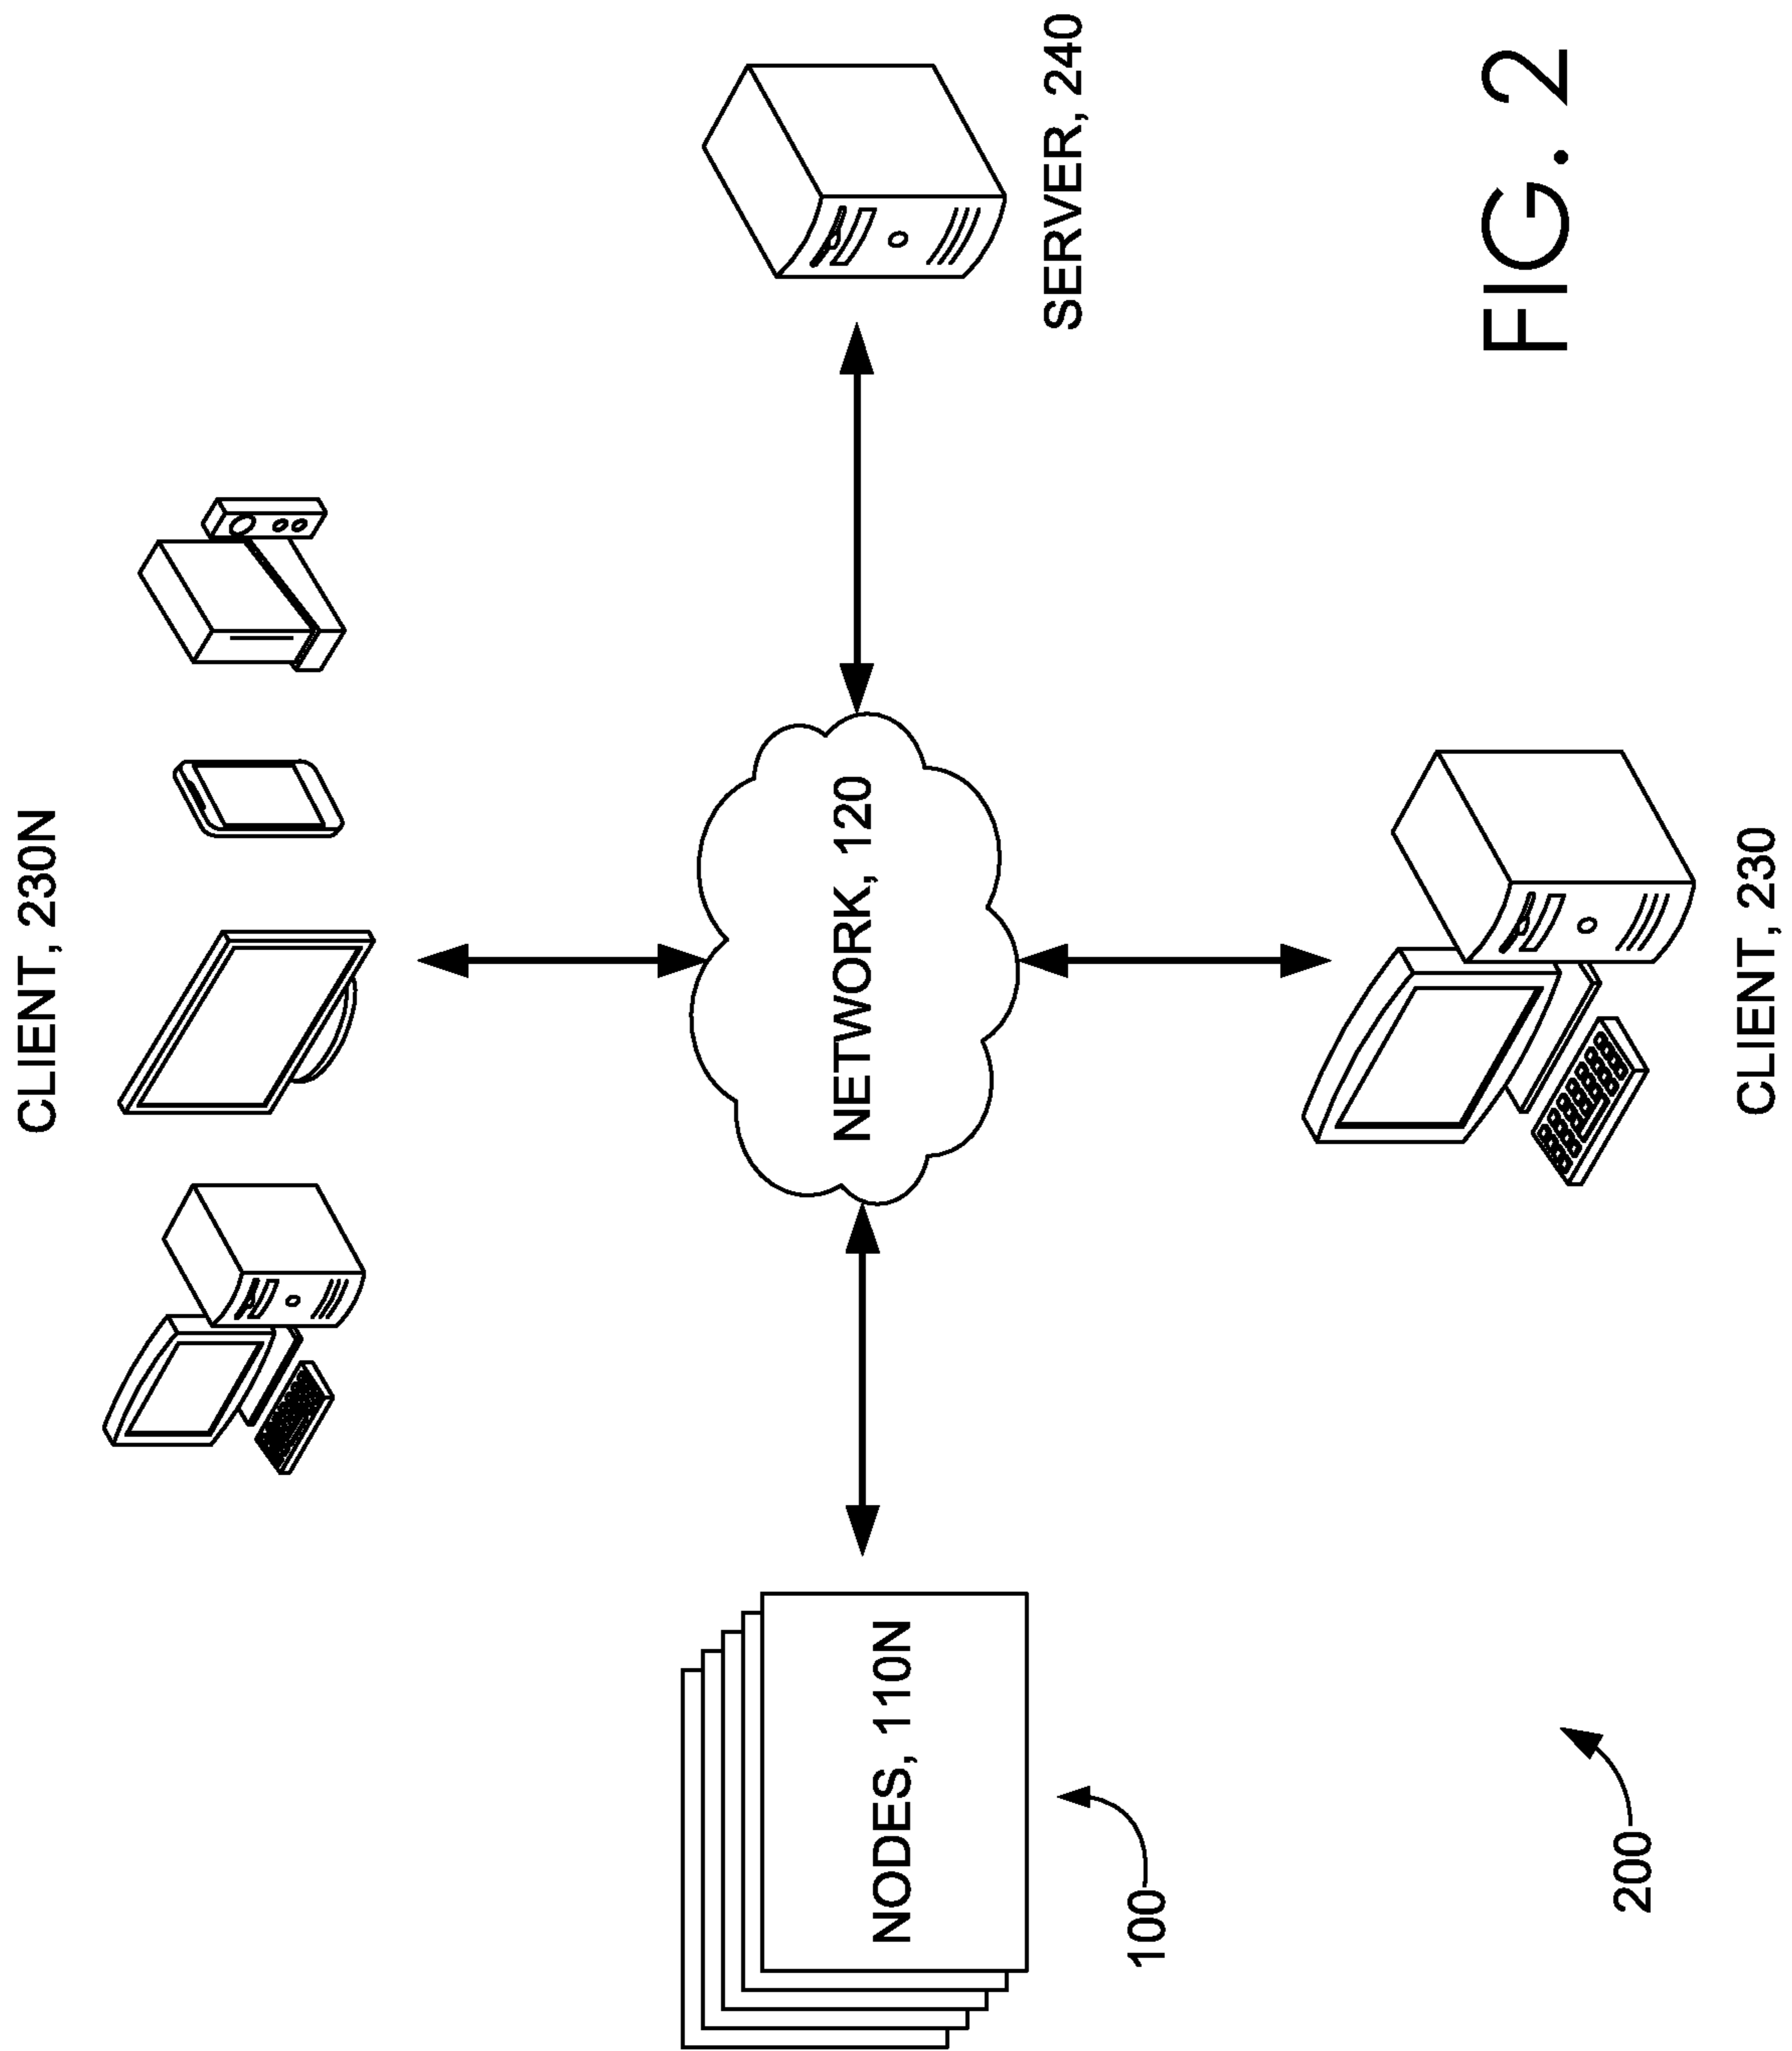 CLIENT, 230N
NODES, 110N
NETWORK, 120
SERVER, 240
100
CLIENT, 230
200
FIG. 2